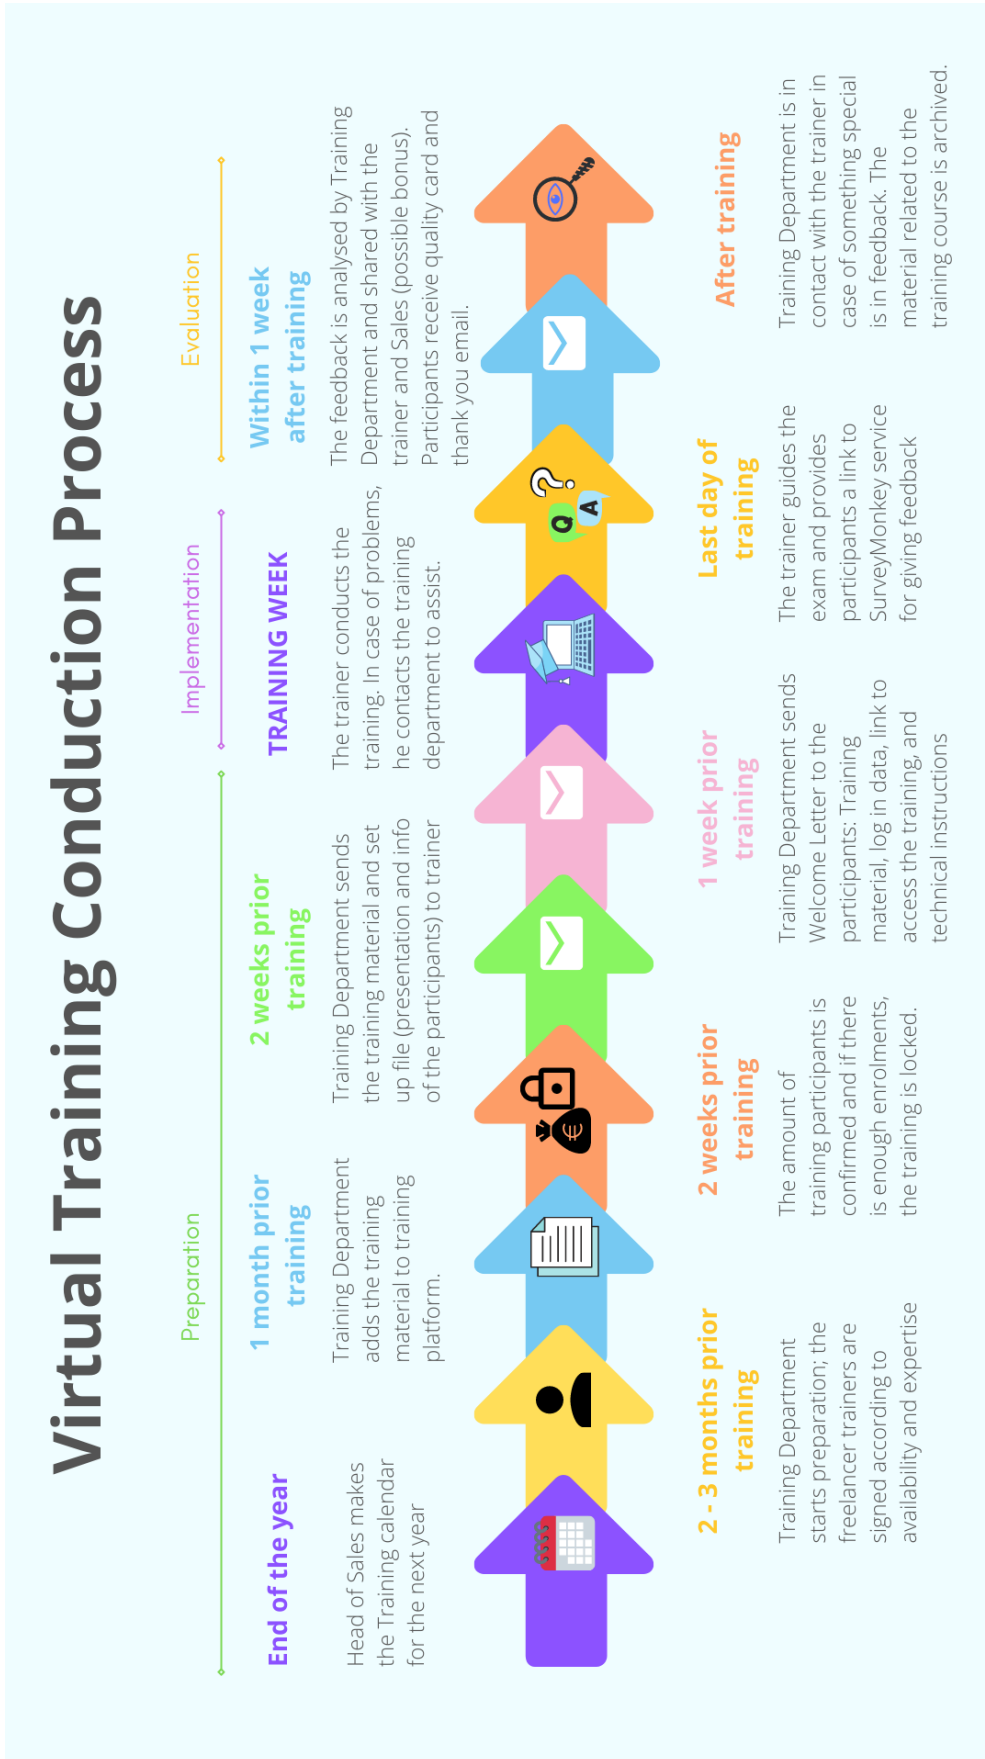 Virtual Training Conduction Process
Preparation
Implementation
Evaluation
End of the year
Head of Sales makes
the Training calendar
for the next year
2 - 3 months prior
training
Training Department
starts preparation; the
freelancer trainers are
signed according to
availability and expertise
1 month prior
training
Training Department
adds the training
material to training
platform.
2 weeks prior
training
The amount of
training participants is
confirmed and if there
is enough enrolments,
the training is locked.
2 weeks prior
training
Training Department sends
the training material and set
up file (presentation and info
of the participants) to trainer
1 week prior
training
Training Department sends
Welcome Letter to the
participants: Training
material, log in data, link to
access the training, and
technical instructions
TRAINING WEEK
The trainer conducts the
training. In case of problems,
he contacts the training
department to assist.
Last day of
training
The trainer guides the
exam and provides
participants a link to
SurveyMonkey service
for giving feedback
Within 1 week
after training
The feedback is analysed by Training
Department and shared with the
trainer and Sales (possible bonus).
Participants receive quality card and
thank you email.
After training
Training Department is in
contact with the trainer in
case of something special
is in feedback. The
material related to the
training course is archived.
€
Q
A
?